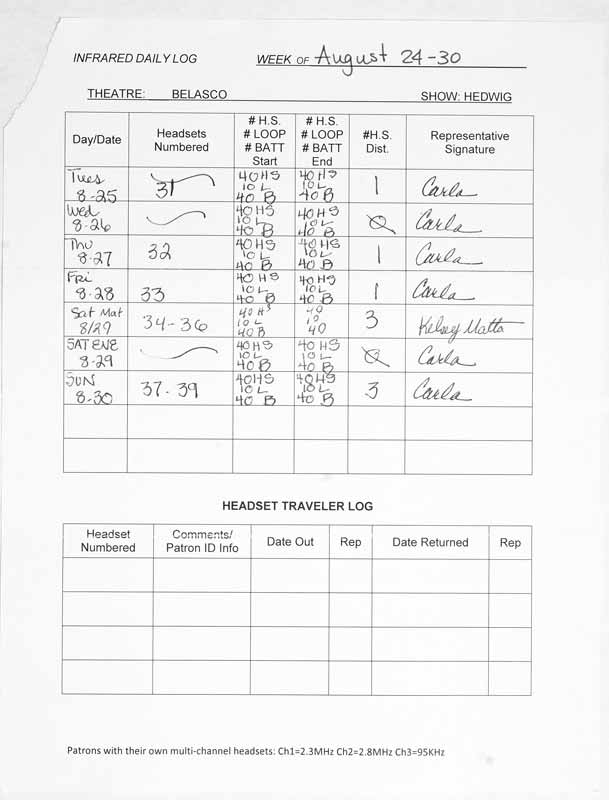 INFRARED DAILY LOG WEEK OF August 24-30
THEATRE: BELASCO SHOW: HEDWIG
Day/Date
Headsets
Numbered
# H.S.
# LOOP
# BATT
Start
# H.S.
# LOOP
# BATT
End
#H.S.
Dist.
Representative
Signature
Tues
8-25
31
40 HS
10 L
40 B
40 HS
10 L
40 B
1
Carla
Wed
8-26
40 HS
10 L
40 B
40 HS
10 L
40 B
0
Carla
Thu
8-27
32
40 HS
10 L
40 B
40 HS
10 L
40 B
1
Carla
Fri
8-28
33
40 HS
10 L
40 B
40 HS
10 L
40 B
1
Carla
Sat Mat
8/29
34-36
40 HS
10 L
40 B
40
10
40
3
Kelsey Matta
SAT EVE
8-29
40 HS
10 L
40 B
40 HS
10 L
40 B
0
Carla
SUN
8-30
37-39
40 HS
10 L
40 B
40 HS
10 L
40 B
3
Carla
HEADSET TRAVELER LOG
Headset
Numbered
Comments/
Patron ID Info
Date Out
Rep
Date Returned
Rep
Patrons with their own multi-channel headsets: Ch1=2.3MHz Ch2=2.8MHz Ch3=95KHz